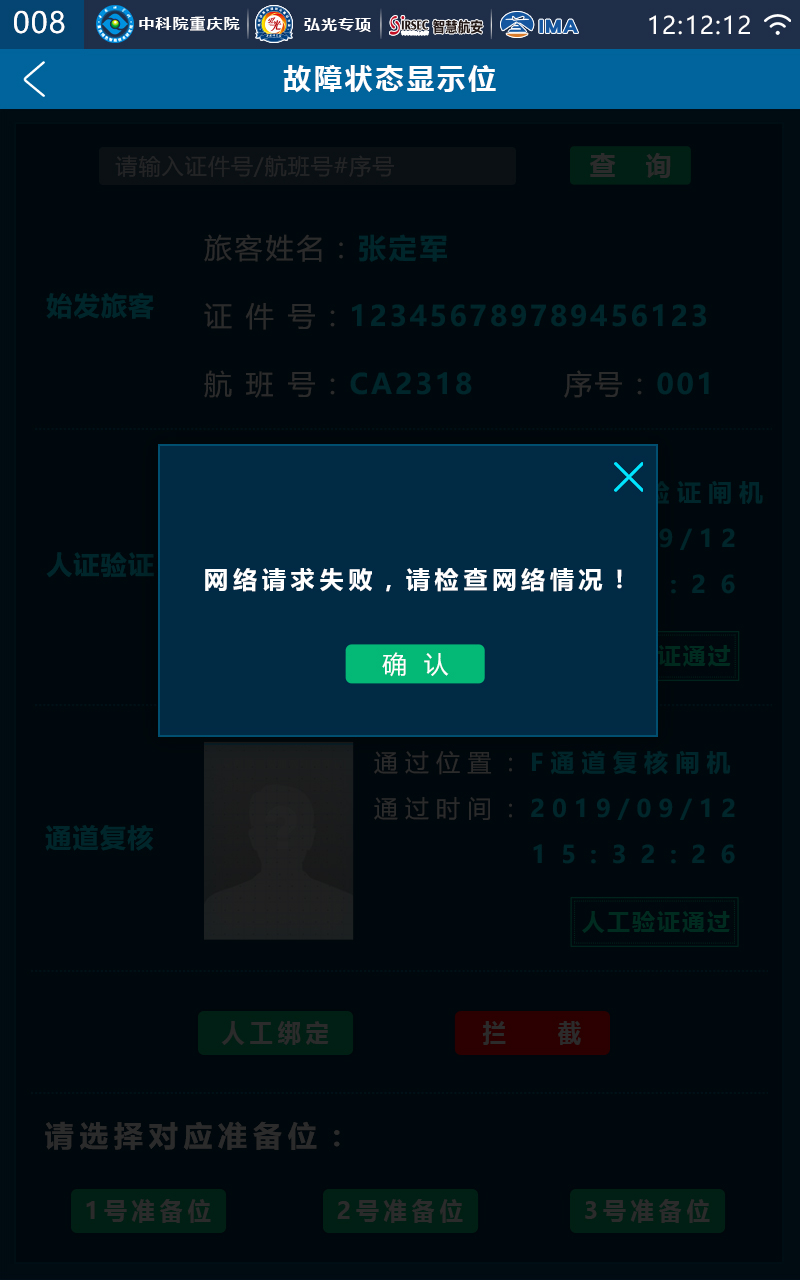 008 中科院重庆院 弘光专项 SiRSEC 智慧航安 IMA 12:12:12
故障状态显示位
请输入证件号/航班号#序号 查 询
旅客姓名：张定军
始发旅客
证 件 号：123456789789456123
航 班 号：CA2318 序号：001
验证闸机
9/12
人证验证
网络请求失败，请检查网络情况！
:26
证通过
确 认
通过位置：F通道复核闸机
通过时间：2019/09/12
通道复核
15:32:26
人工验证通过
人工绑定 拦 截
请选择对应准备位：
1号准备位 2号准备位 3号准备位